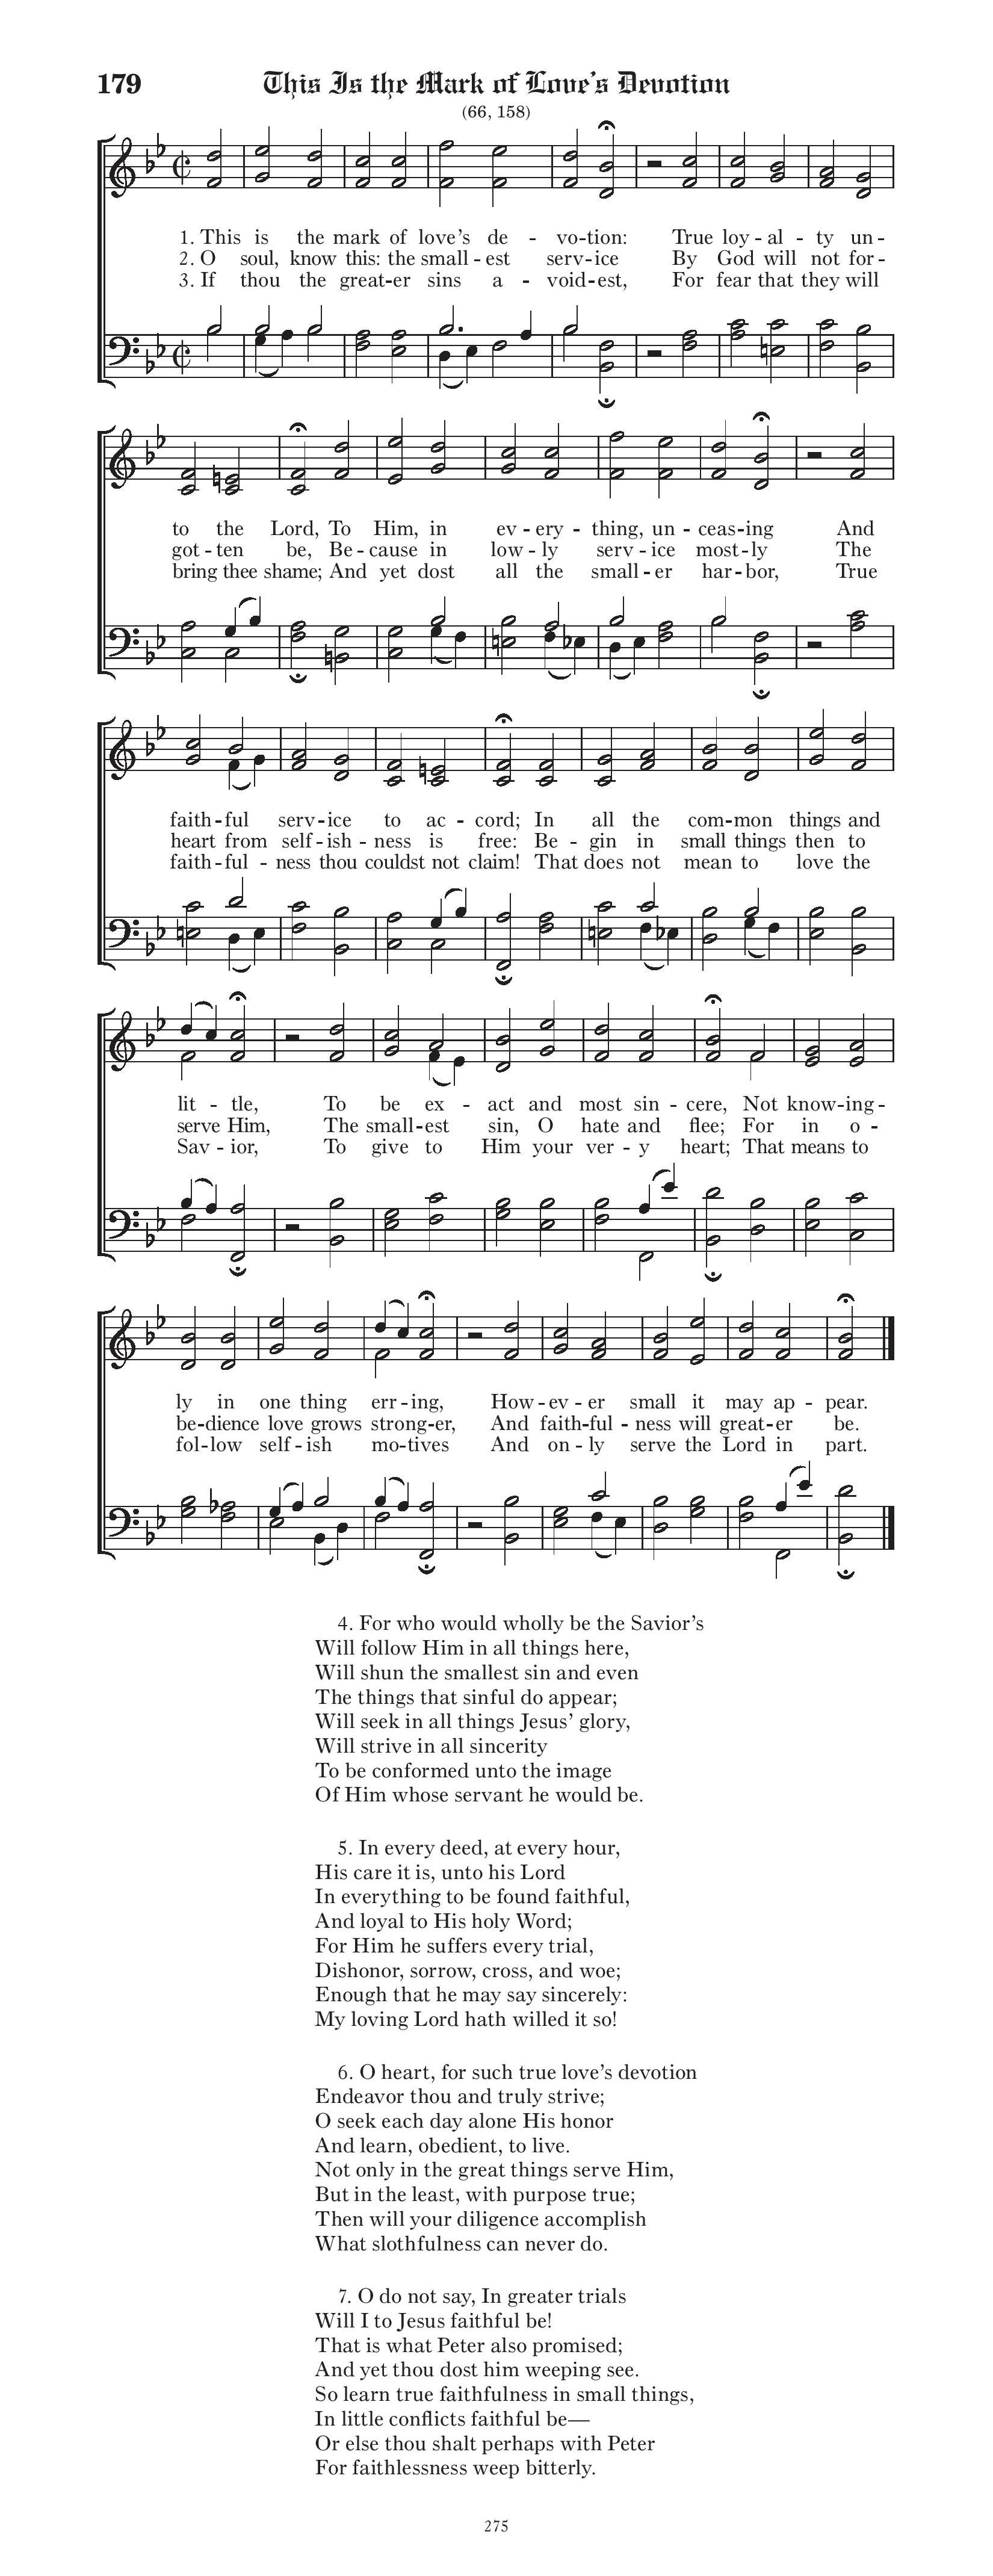 179 This Is the Mark of Love’s Devotion
(66, 158)
1. This is the mark of love’s de - vo-tion: True loy - al - ty un -
2. O soul, know this: the small - est serv-ice By God will not for -
3. If thou the great-er sins a - void-est, For fear that they will
to the Lord, To Him, in ev - ery - thing, un - ceas-ing And
got - ten be, Be - cause in low - ly serv - ice most-ly The
bring thee shame; And yet dost all the small - er har-bor, True
faith-ful serv-ice to ac - cord; In all the com-mon things and
heart from self - ish - ness is free: Be - gin in small things then to
faith-ful - ness thou couldst not claim! That does not mean to love the
lit - tle, To be ex - act and most sin - cere, Not know-ing -
serve Him, The small-est sin, O hate and flee; For in o -
Sav - ior, To give to Him your ver - y heart; That means to
ly in one thing err - ing, How - ev - er small it may ap - pear.
be-dience love grows strong-er, And faith-ful - ness will great-er be.
fol-low self - ish mo-tives And on - ly serve the Lord in part.
4. For who would wholly be the Savior’s
Will follow Him in all things here,
Will shun the smallest sin and even
The things that sinful do appear;
Will seek in all things Jesus’ glory,
Will strive in all sincerity
To be conformed unto the image
Of Him whose servant he would be.
5. In every deed, at every hour,
His care it is, unto his Lord
In everything to be found faithful,
And loyal to His holy Word;
For Him he suffers every trial,
Dishonor, sorrow, cross, and woe;
Enough that he may say sincerely:
My loving Lord hath willed it so!
6. O heart, for such true love’s devotion
Endeavor thou and truly strive;
O seek each day alone His honor
And learn, obedient, to live.
Not only in the great things serve Him,
But in the least, with purpose true;
Then will your diligence accomplish
What slothfulness can never do.
7. O do not say, In greater trials
Will I to Jesus faithful be!
That is what Peter also promised;
And yet thou dost him weeping see.
So learn true faithfulness in small things,
In little conflicts faithful be—
Or else thou shalt perhaps with Peter
For faithlessness weep bitterly.
275